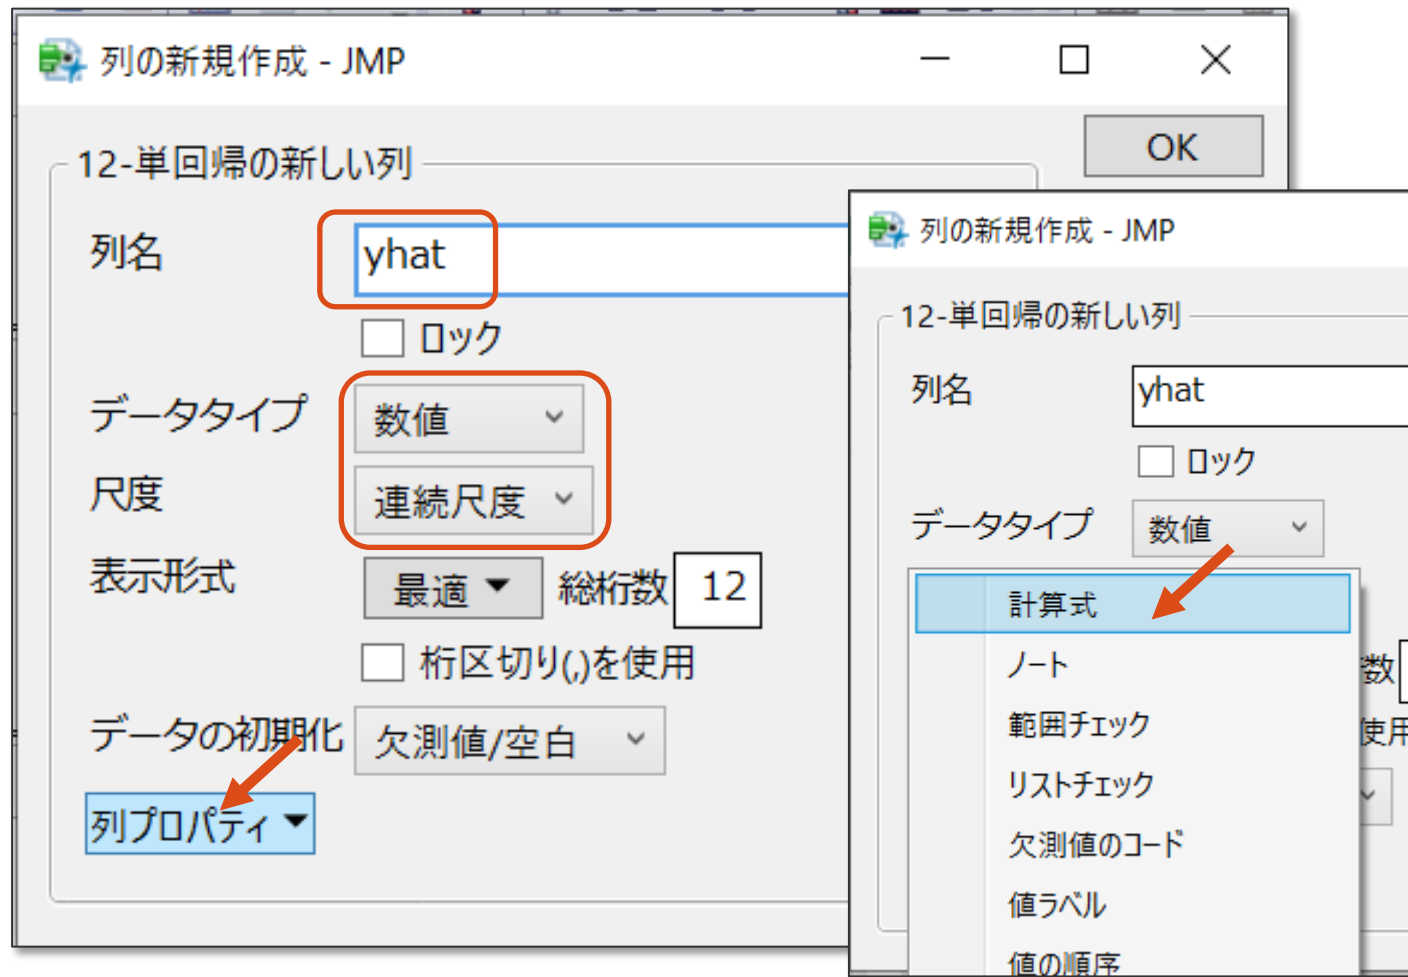 列の新規作成 - JMP
OK
12-単回帰の新しい列
列名 yhat
ロック
データタイプ 数値
尺度 連続尺度
表示形式 最適 総桁数 12
桁区切り(,)を使用
データの初期化 欠測値/空白
列プロパティ
列の新規作成 - JMP
12-単回帰の新しい列
列名 yhat
ロック
データタイプ 数値
計算式
ノート
数
範囲チェック
使用
リストチェック
欠測値のコード
値ラベル
値の順序